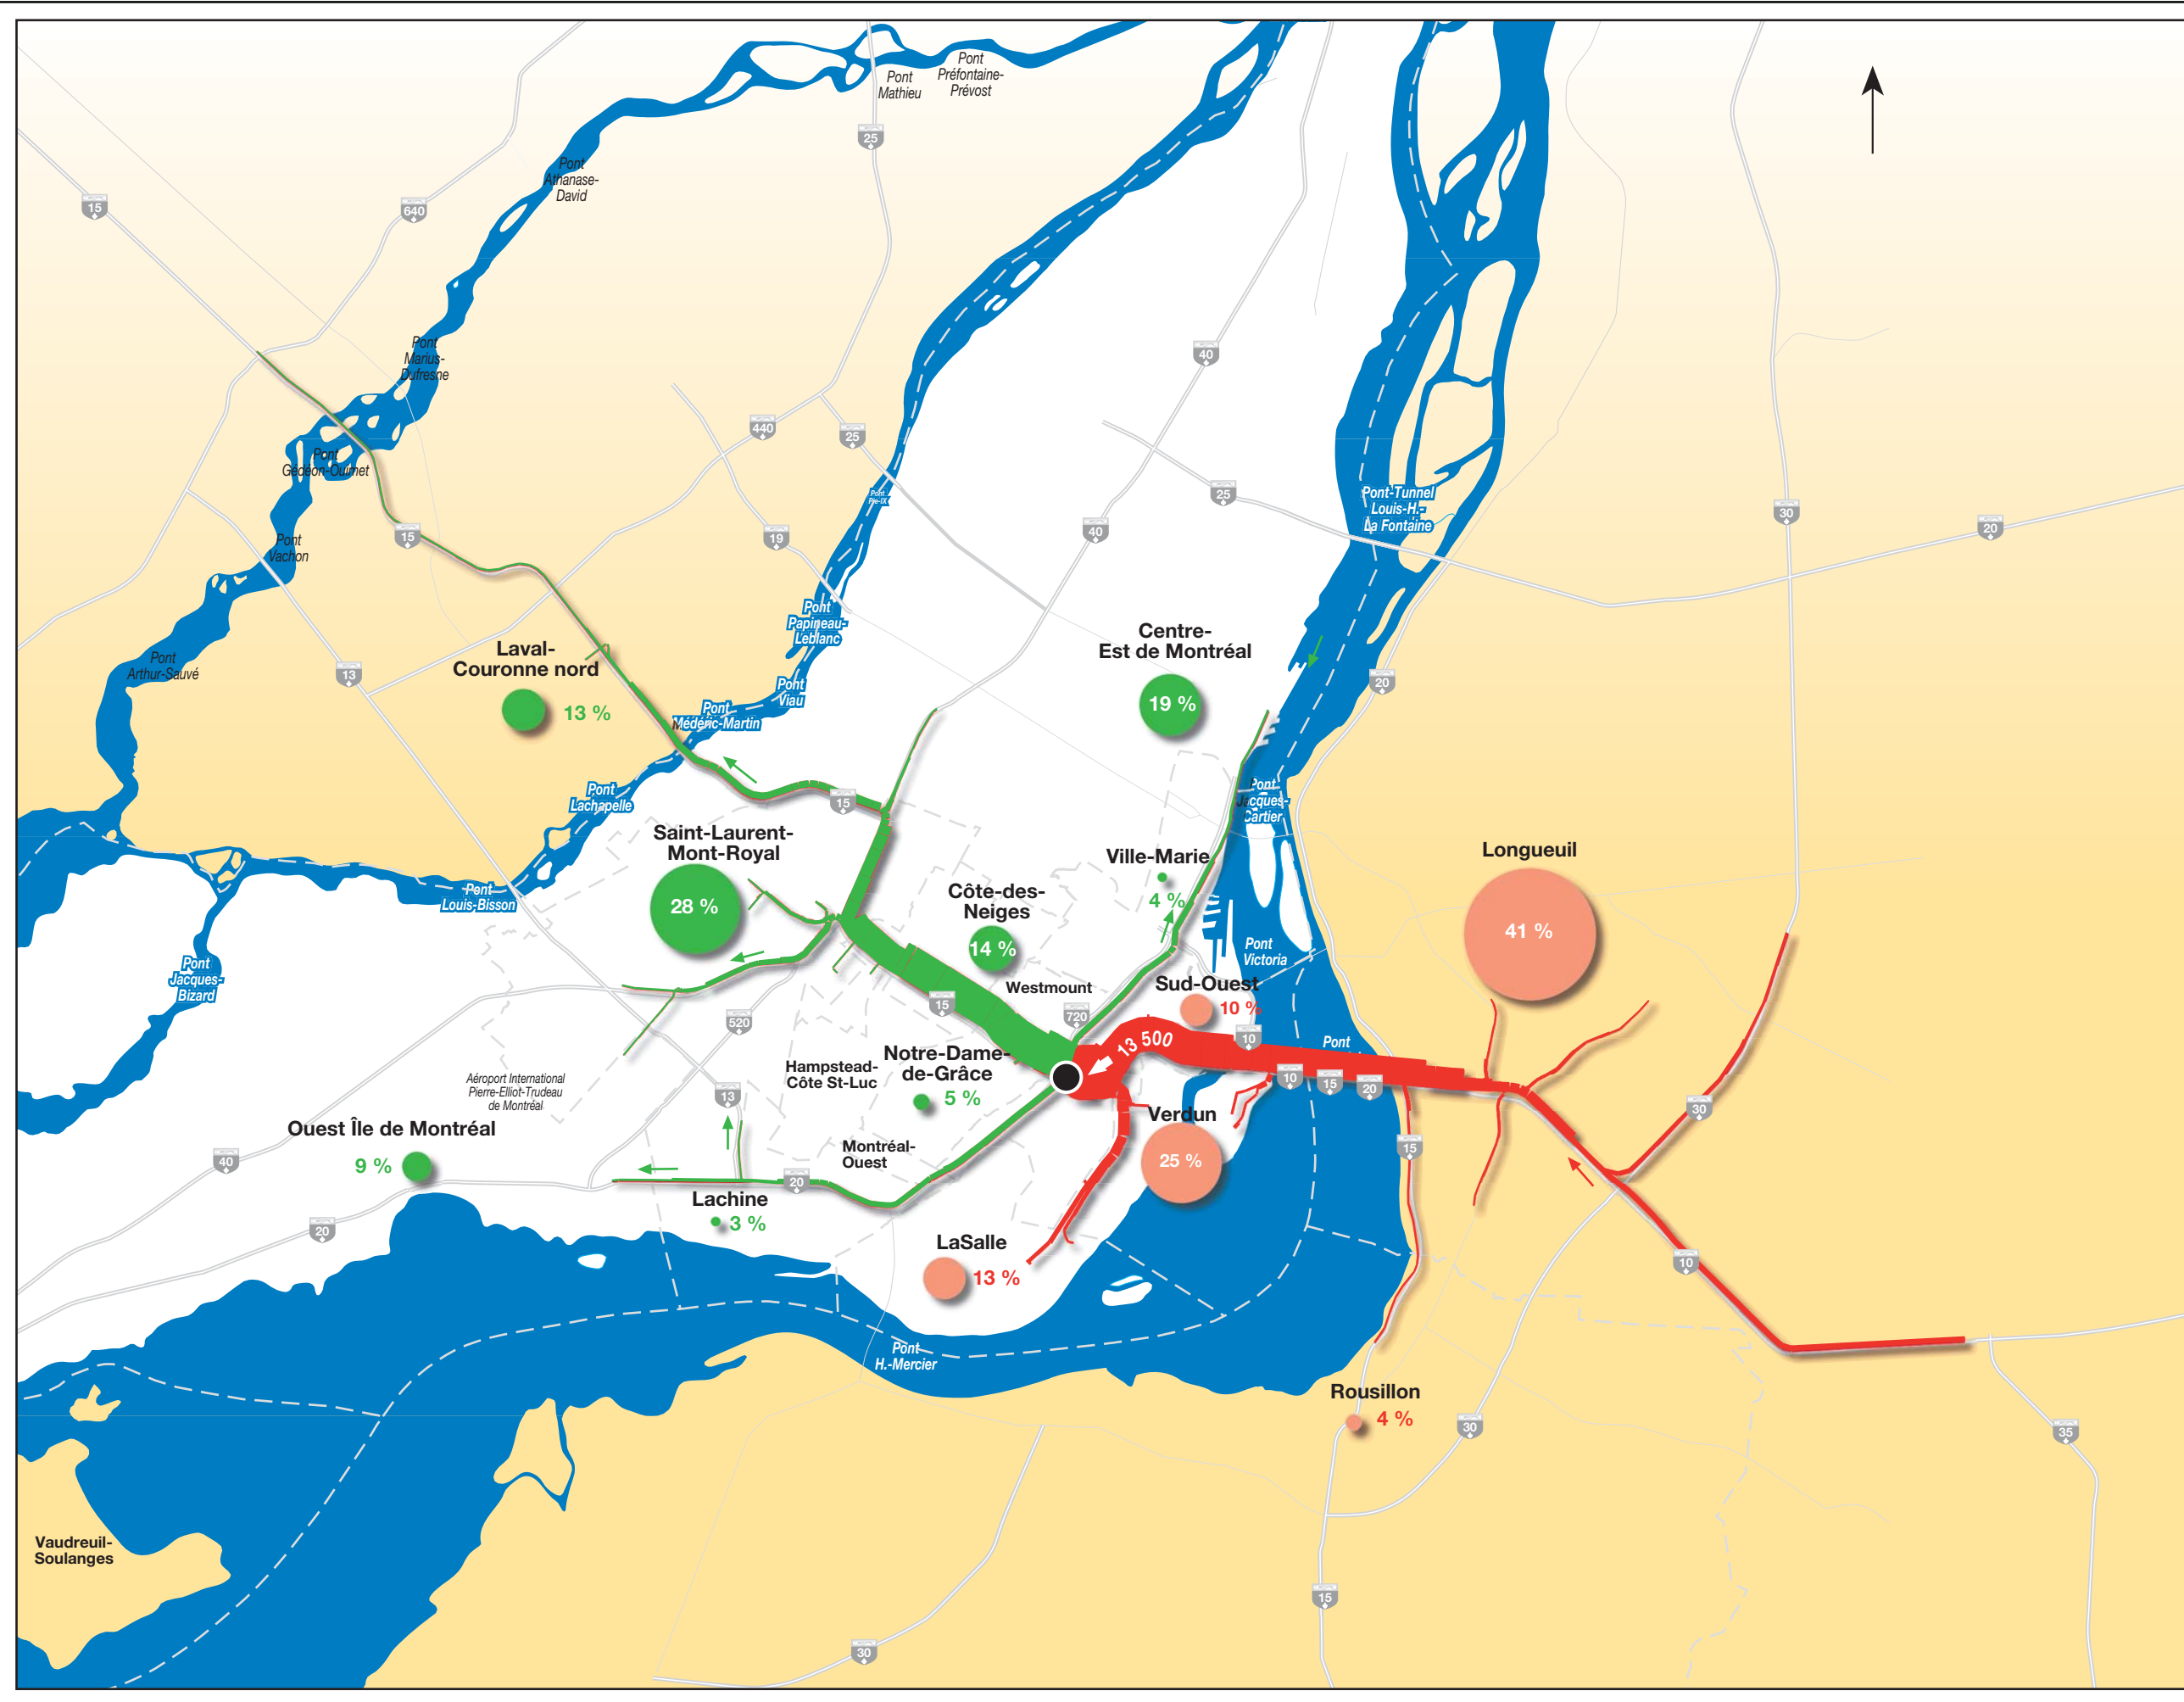 Pont
Mathieu
Pont
Préfontaine-
Prévost
25
Pont
Athanase-
David
15
640
Pont
Marius-
Dufresne
40
440
25
Pont
Gédéon-Ouimet
Pont
Pie-IX
25
Pont-Tunnel
Louis-H.-
La Fontaine
30
20
15
Pont
Vachon
19
40
Pont
Papineau-
Leblanc
Centre-
Est de Montréal
19 %
Laval-
Couronne nord
13 %
Pont
Arthur-Sauvé
13
20
Pont
Viau
Pont
Médéric-Martin
Pont
Lachapelle
15
Pont
Jacques-
Cartier
Saint-Laurent-
Mont-Royal
28 %
Ville-Marie
4 %
Longueuil
41 %
Pont
Louis-Bisson
Côte-des-
Neiges
14 %
Pont
Victoria
Pont
Jacques-
Bizard
Westmount
Sud-Ouest
10 %
15
720
520
10
13 500
Pont
Hampstead-
Côte St-Luc
Notre-Dame-
de-Grâce
5 %
10
15
20
Aéroport International
Pierre-Elliot-Trudeau
de Montréal
13
30
Verdun
25 %
Ouest Île de Montréal
9 %
Montréal-
Ouest
15
40
20
Lachine
3 %
20
LaSalle
13 %
10
Pont
H.-Mercier
Rousillon
4 %
30
35
Vaudreuil-
Soulanges
15
30